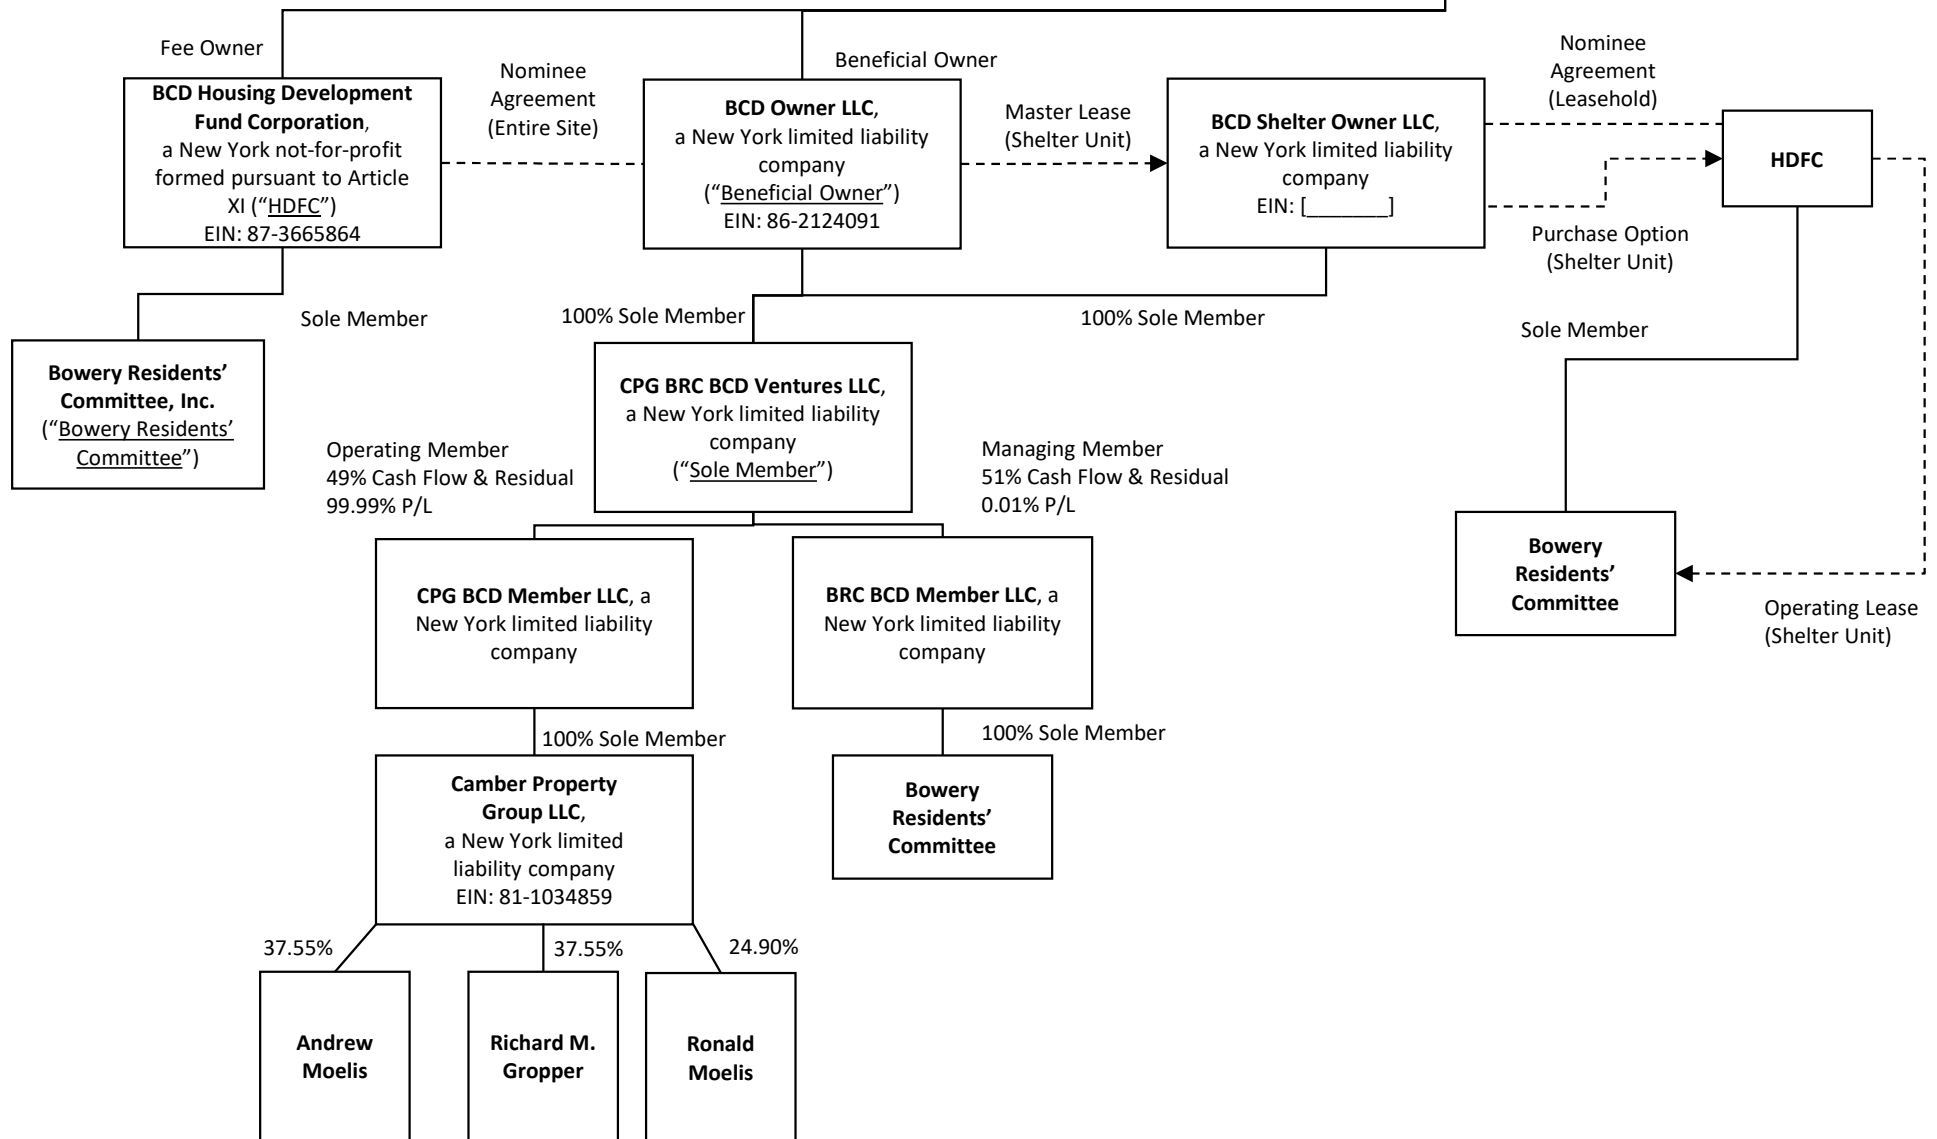 Fee Owner
Beneficial Owner
Nominee
Agreement
(Entire Site)
Nominee
Agreement
(Leasehold)
BCD Housing Development
Fund Corporation,
a New York not-for-profit
formed pursuant to Article
XI (“HDFC”)
EIN: 87-3665864
BCD Owner LLC,
a New York limited liability
company
(“Beneficial Owner”)
EIN: 86-2124091
Master Lease
(Shelter Unit)
BCD Shelter Owner LLC,
a New York limited liability
company
EIN: [_______]
HDFC
Purchase Option
(Shelter Unit)
Sole Member
100% Sole Member
100% Sole Member
Sole Member
Bowery Residents’
Committee, Inc.
(“Bowery Residents’
Committee”)
CPG BRC BCD Ventures LLC,
a New York limited liability
company
(“Sole Member”)
Operating Member
49% Cash Flow & Residual
99.99% P/L
Managing Member
51% Cash Flow & Residual
0.01% P/L
CPG BCD Member LLC, a
New York limited liability
company
BRC BCD Member LLC, a
New York limited liability
company
Bowery
Residents’
Committee
Operating Lease
(Shelter Unit)
100% Sole Member
100% Sole Member
Camber Property
Group LLC,
a New York limited
liability company
EIN: 81-1034859
Bowery
Residents’
Committee
37.55%
37.55%
24.90%
Andrew
Moelis
Richard M.
Gropper
Ronald
Moelis